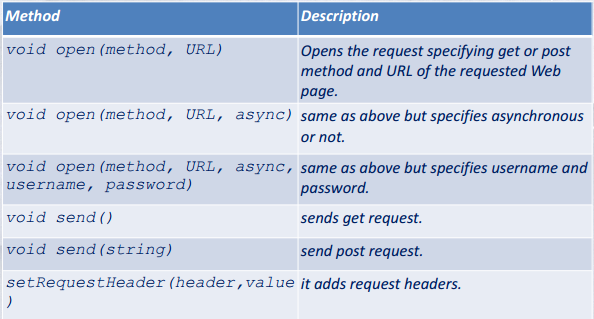 Method Description
void open(method, URL) Opens the request specifying get or post
method and URL of the requested Web
page.
void open(method, URL, async) same as above but specifies asynchronous
or not.
void open(method, URL, async, same as above but specifies username and
username, password) password.
void send() sends get request.
void send(string) send post request.
setRequestHeader(header,value it adds request headers.
)